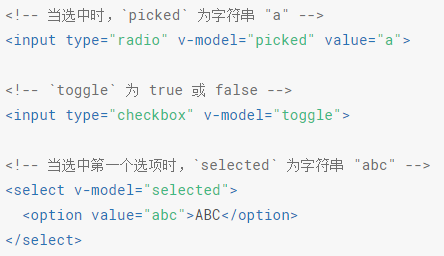 <!-- 当选中时，`picked` 为字符串 "a" -->
<input type="radio" v-model="picked" value="a">
<!-- `toggle` 为 true 或 false -->
<input type="checkbox" v-model="toggle">
<!-- 当选中第一个选项时，`selected` 为字符串 "abc" -->
<select v-model="selected">
  <option value="abc">ABC</option>
</select>